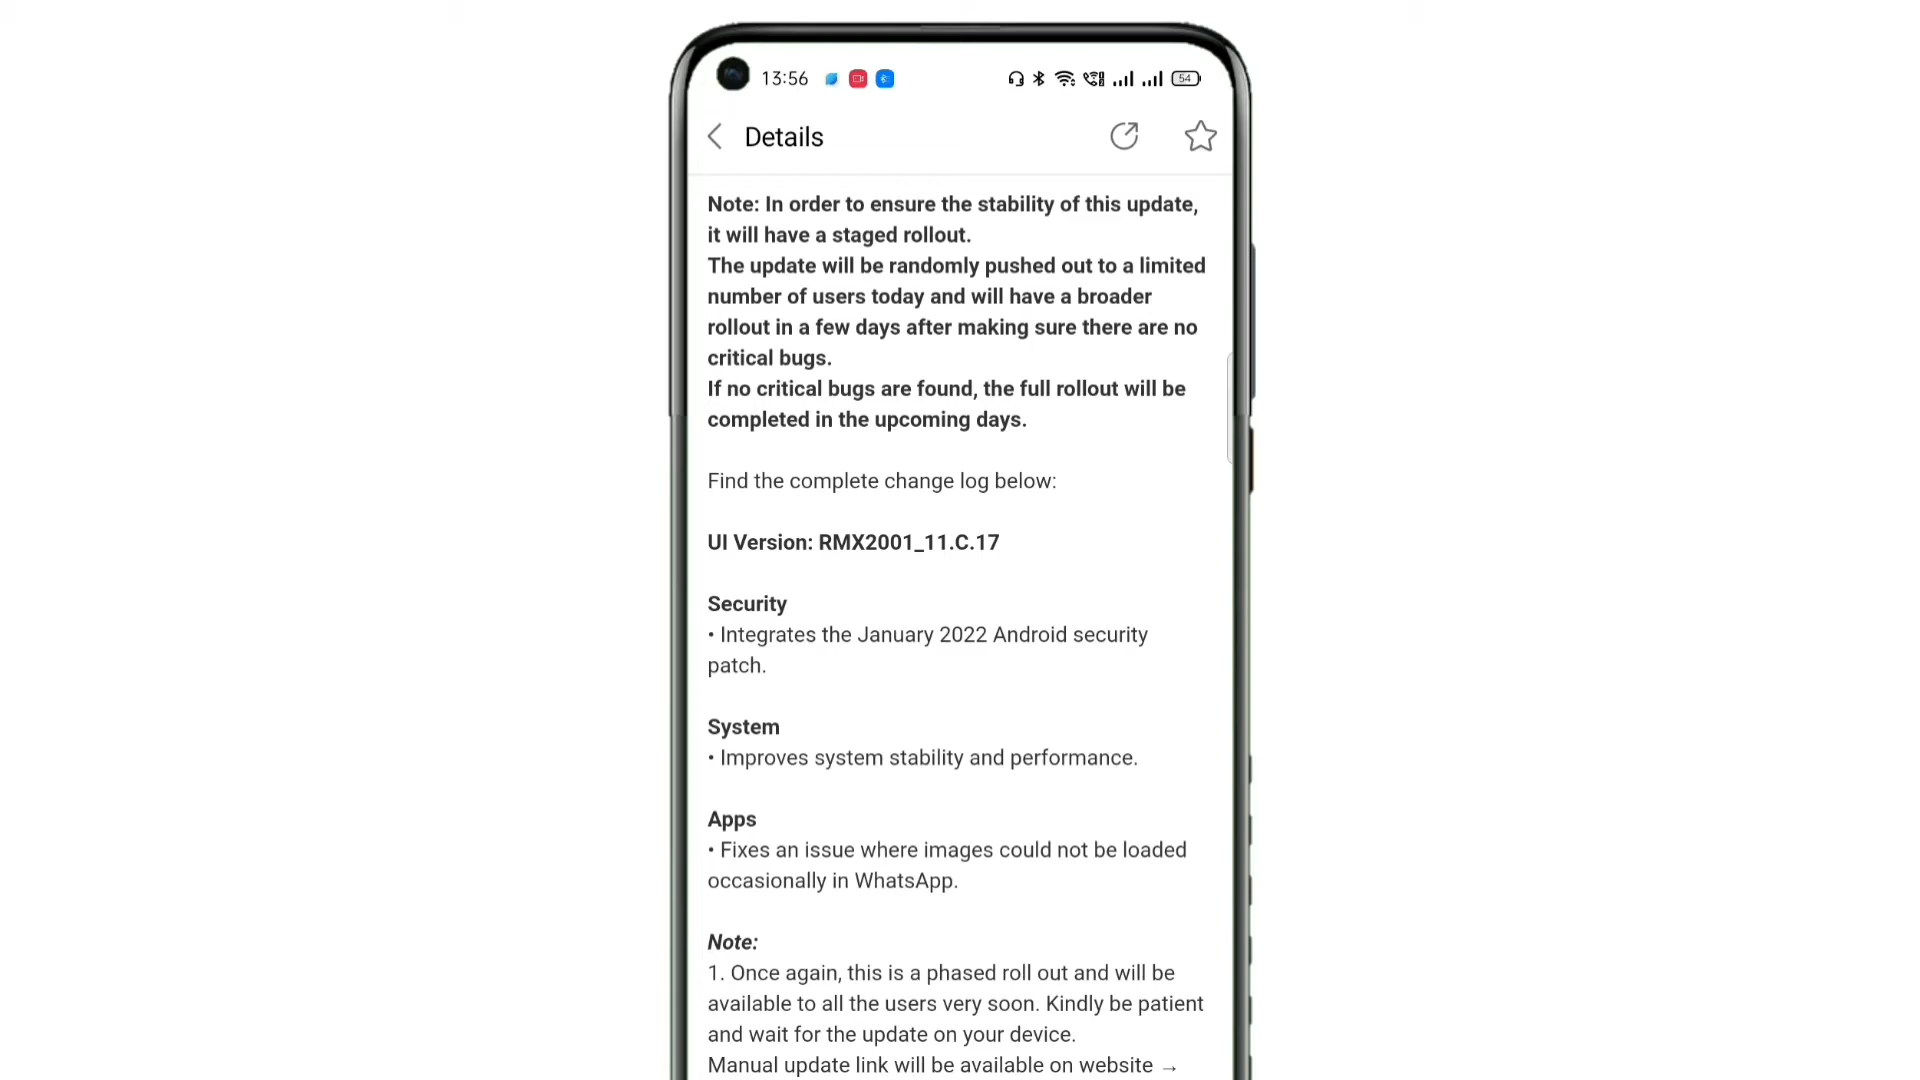 13:56
54
Details
Note: In order to ensure the stability of this update,
it will have a staged rollout.
The update will be randomly pushed out to a limited
number of users today and will have a broader
rollout in a few days after making sure there are no
critical bugs.
If no critical bugs are found, the full rollout will be
completed in the upcoming days.
Find the complete change log below:
UI Version: RMX2001_11.C.17
Security
• Integrates the January 2022 Android security
patch.
System
• Improves system stability and performance.
Apps
• Fixes an issue where images could not be loaded
occasionally in WhatsApp.
Note:
1. Once again, this is a phased roll out and will be
available to all the users very soon. Kindly be patient
and wait for the update on your device.
Manual update link will be available on website →